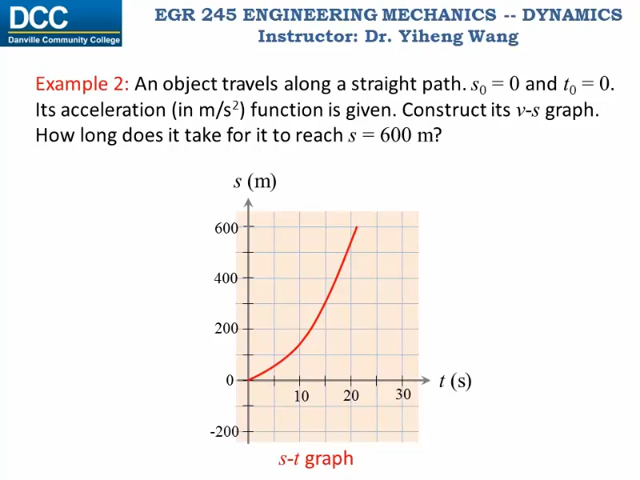 DCC
Danville Community College
EGR 245 ENGINEERING MECHANICS -- DYNAMICS
Instructor: Dr. Yiheng Wang
Example 2: An object travels along a straight path. s₀ = 0 and t₀ = 0.
Its acceleration (in m/s²) function is given. Construct its v-s graph.
How long does it take for it to reach s = 600 m?
s (m)
600
400
200
0
-200
10 20 30
t (s)
s-t graph